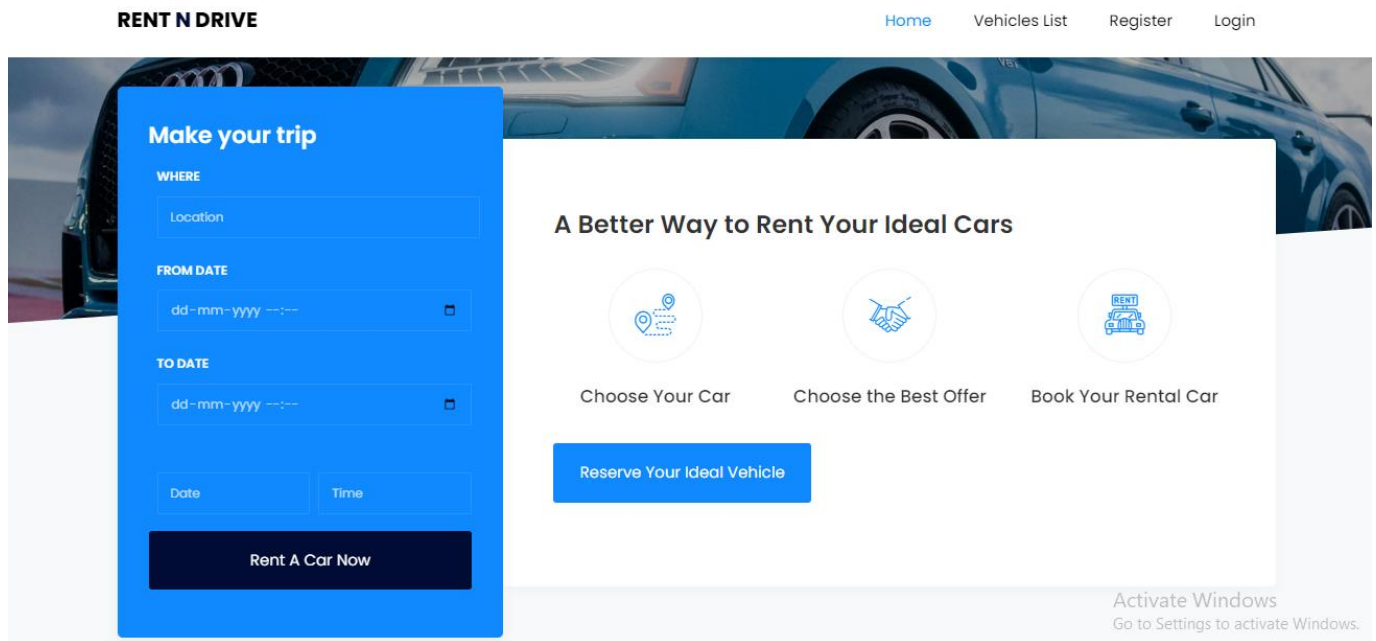 RENT N DRIVE
Home Vehicles List Register Login
Make your trip
WHERE
Location
FROM DATE
dd-mm-yyyy --:--
TO DATE
dd-mm-yyyy --:--
Date Time
Rent A Car Now
A Better Way to Rent Your Ideal Cars
RENT
Choose Your Car Choose the Best Offer Book Your Rental Car
Reserve Your Ideal Vehicle
Activate Windows
Go to Settings to activate Windows.